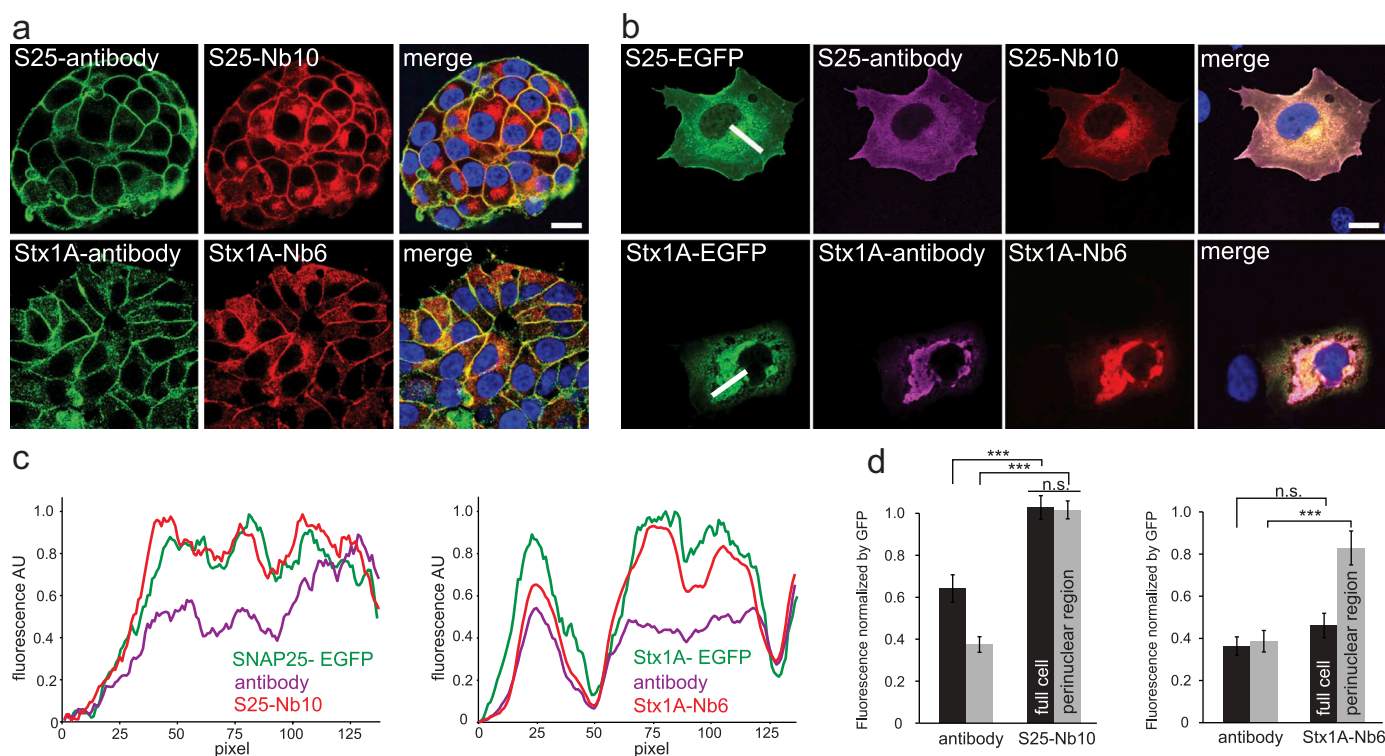 a
S25-antibody
S25-Nb10
merge
Stx1A-antibody
Stx1A-Nb6
merge
b
S25-EGFP
S25-antibody
S25-Nb10
merge
Stx1A-EGFP
Stx1A-antibody
Stx1A-Nb6
merge
c
fluorescence AU
1.0
0.8
0.6
0.4
0.2
0
0 25 50 75 100 125
pixel
SNAP25- EGFP
antibody
S25-Nb10
fluorescence AU
1.0
0.8
0.6
0.4
0.2
0
0 25 50 75 100 125
pixel
Stx1A- EGFP
antibody
Stx1A-Nb6
d
Fluorescence normalized by GFP
1.0
0.8
0.6
0.4
0.2
0
***
***
n.s.
full cell
perinuclear region
antibody S25-Nb10
Fluorescence normalized by GFP
1.0
0.8
0.6
0.4
0.2
0
n.s.
***
full cell
perinuclear region
antibody Stx1A-Nb6